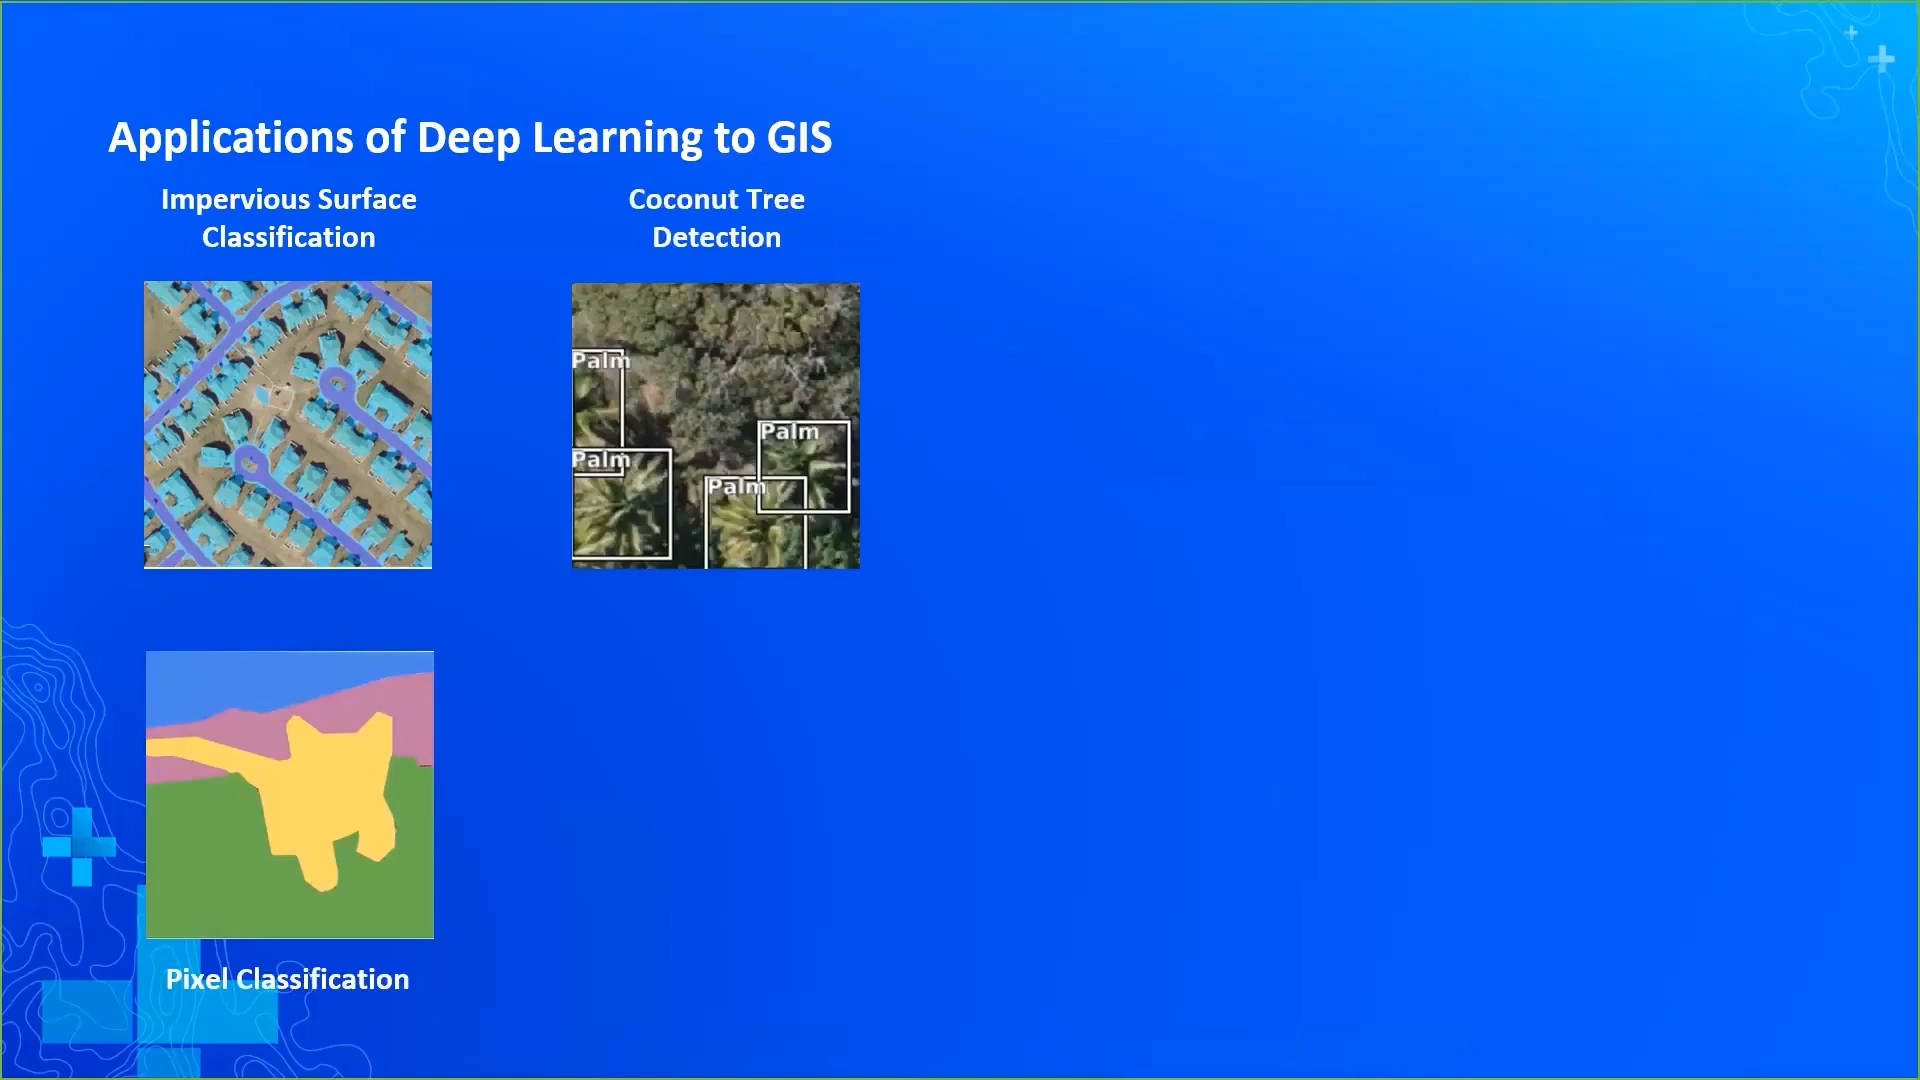 Applications of Deep Learning to GIS
Impervious Surface
Classification
Coconut Tree
Detection
Palm
Palm
Palm
Palm
Pixel Classification